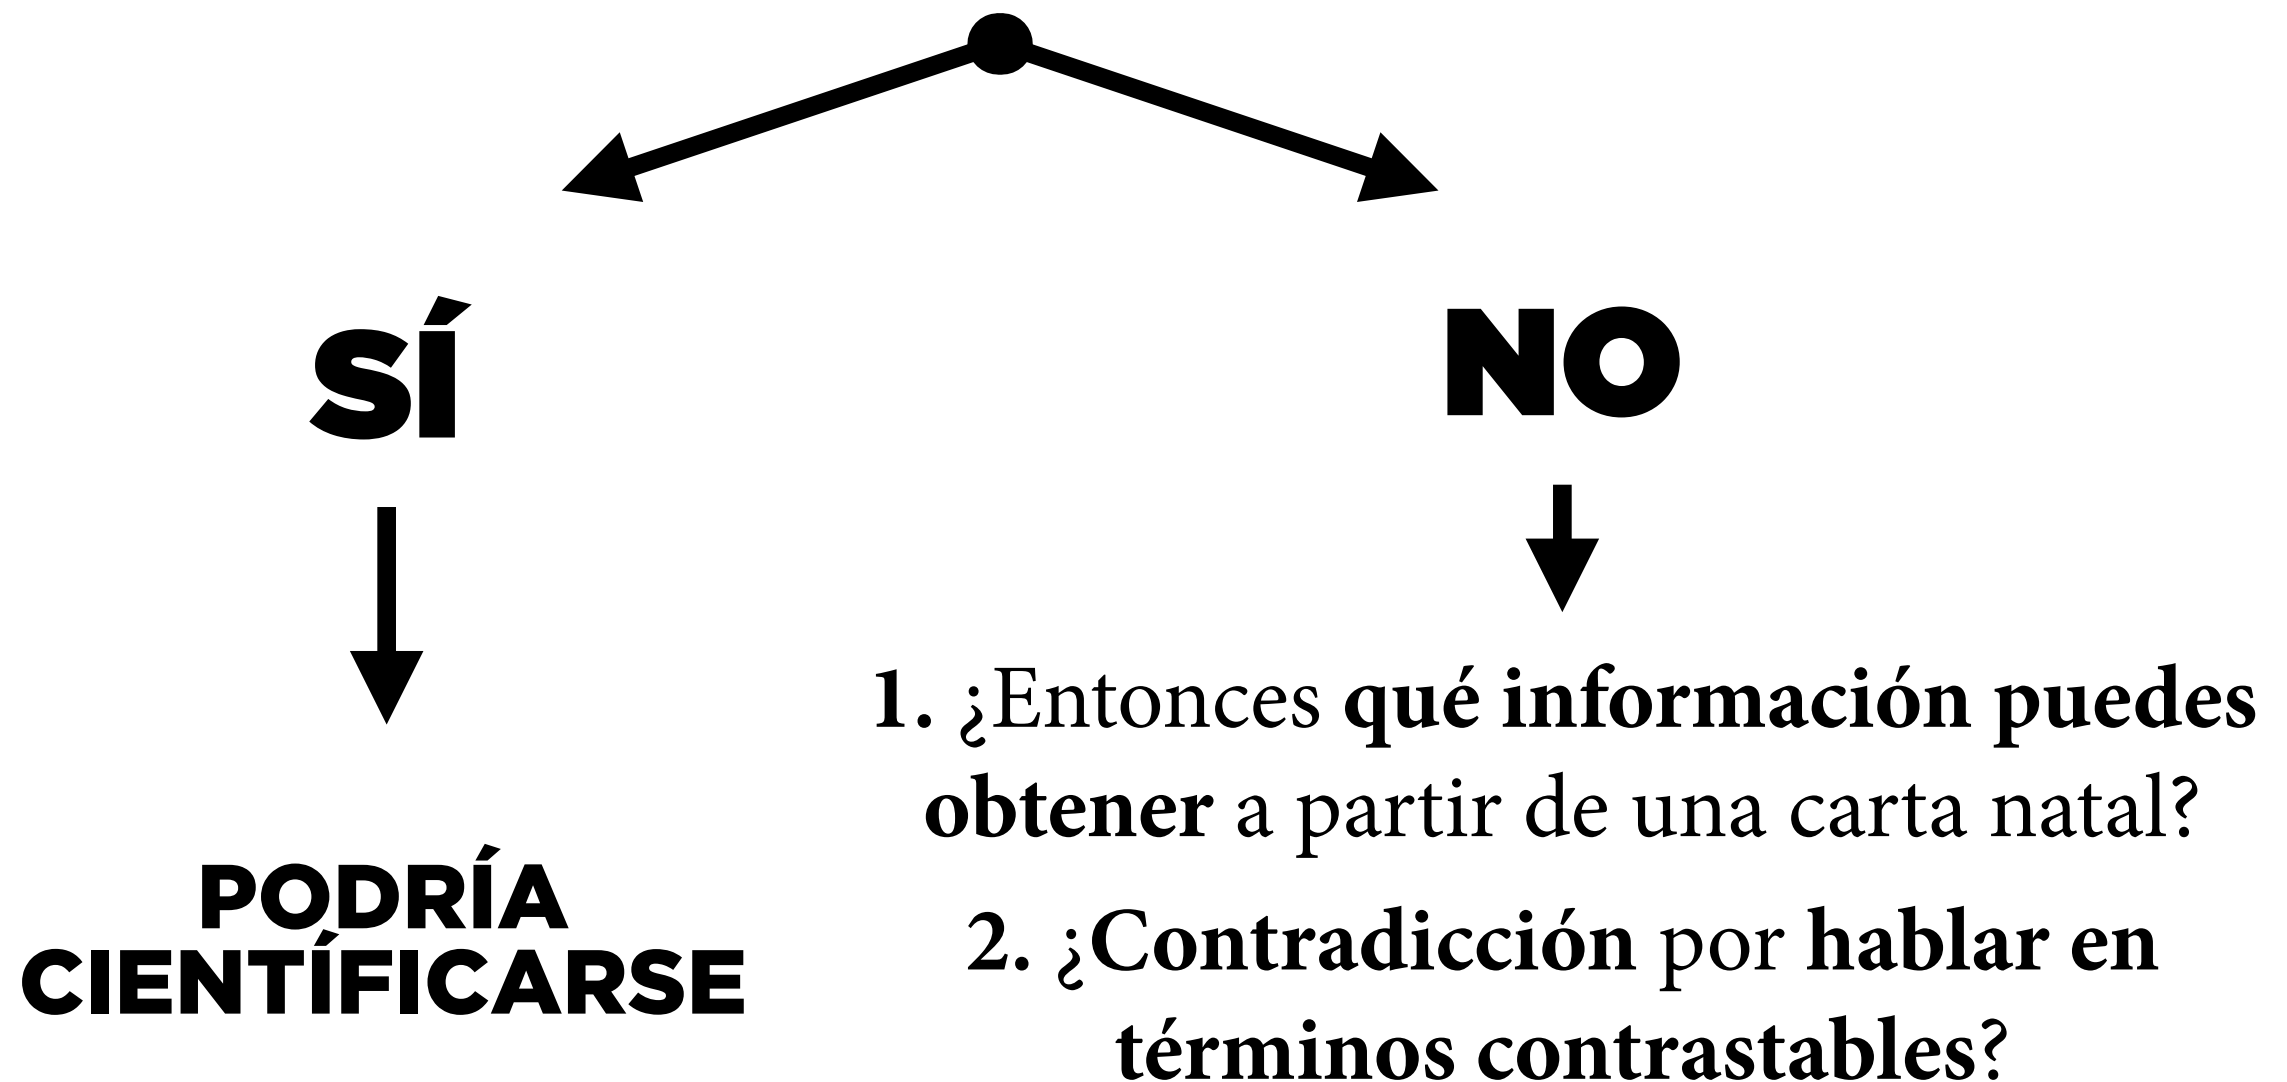 SÍ
NO
1. ¿Entonces qué información puedes
obtener a partir de una carta natal?
PODRÍA
CIENTÍFICARSE
2. ¿Contradicción por hablar en
términos contrastables?